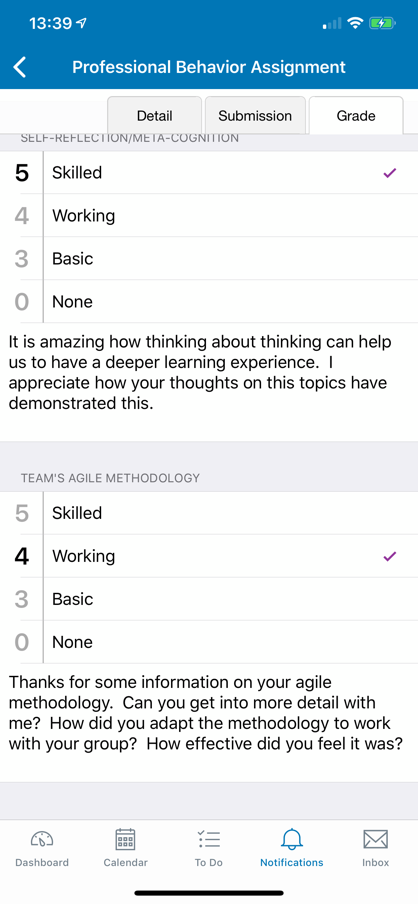 13:39
Professional Behavior Assignment
Detail Submission Grade
SELF-REFLECTION/META-COGNITION
5 Skilled
4 Working
3 Basic
0 None
It is amazing how thinking about thinking can help
us to have a deeper learning experience.  I
appreciate how your thoughts on this topics have
demonstrated this.
TEAM'S AGILE METHODOLOGY
5 Skilled
4 Working
3 Basic
0 None
Thanks for some information on your agile
methodology.  Can you get into more detail with
me?  How did you adapt the methodology to work
with your group?  How effective did you feel it was?
Dashboard Calendar To Do Notifications Inbox